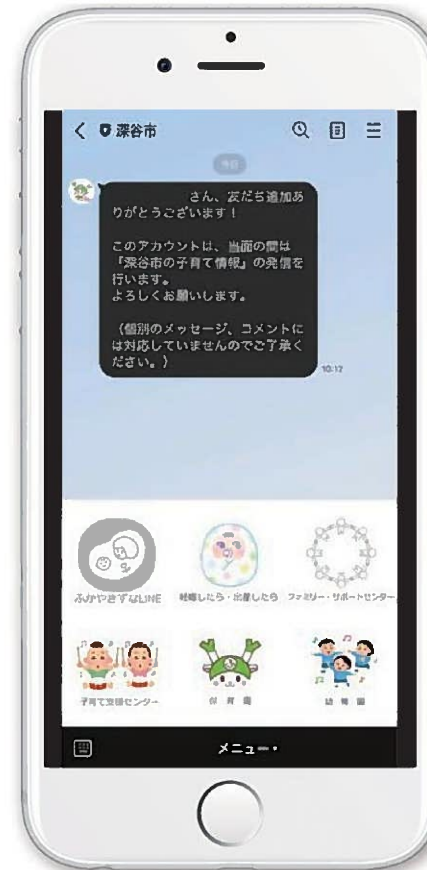 深谷市
今日
さん、友だち追加あ
りがとうございます！
このアカウントは、当面の間は
『深谷市の子育て情報』の発信を
行います。
よろしくお願いします。
（個別のメッセージ、コメントに
は対応していませんのでご了承く
ださい。）
10:17
ふかやきずなLINE
妊娠したら・出産したら
ファミリー・サポートセンター
子育て支援センター
保育園
幼稚園
メニュー